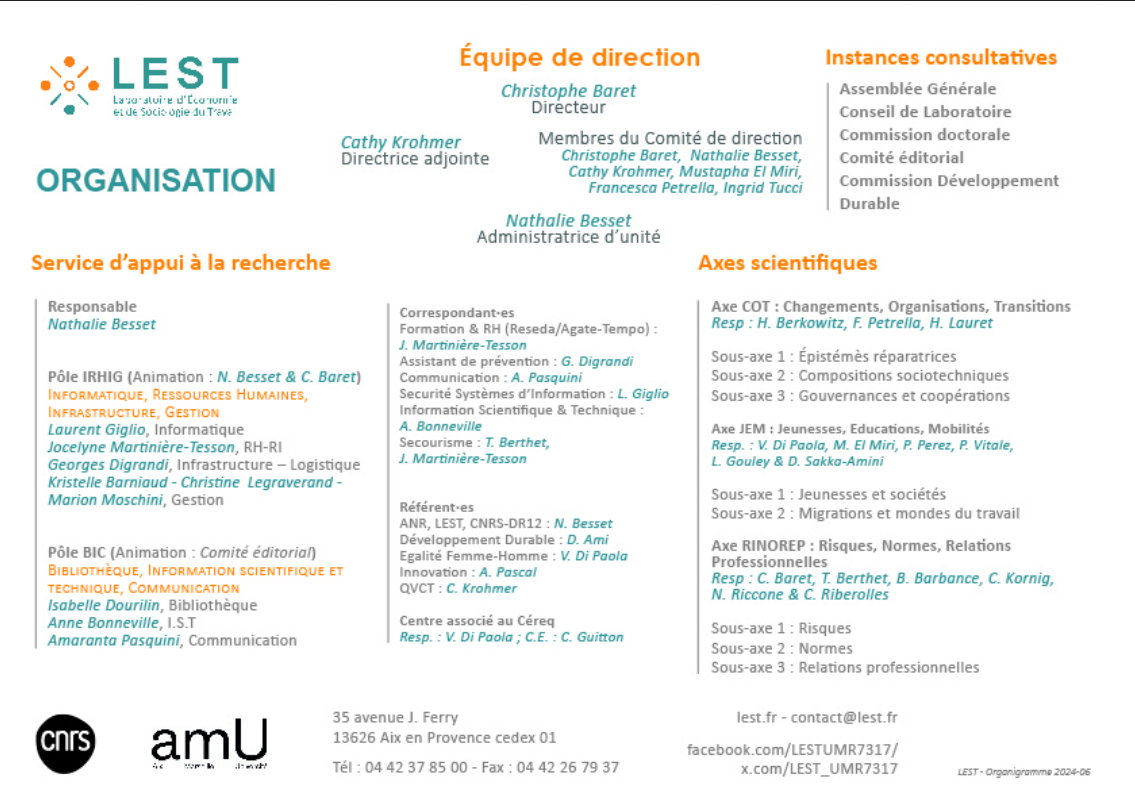 LEST
Laboratoire d'Économie
et de Sociologie du Travail
ORGANISATION
Équipe de direction
Christophe Baret
Directeur
Cathy Krohmer
Directrice adjointe
Membres du Comité de direction
Christophe Baret, Nathalie Besset,
Cathy Krohmer, Mustapha El Miri,
Francesca Petrella, Ingrid Tucci
Nathalie Besset
Administratrice d'unité
Instances consultatives
Assemblée Générale
Conseil de Laboratoire
Commission doctorale
Comité éditorial
Commission Développement
Durable
Service d'appui à la recherche
Responsable
Nathalie Besset
Pôle IRHIG (Animation : N. Besset & C. Baret)
Informatique, Ressources Humaines,
Infrastructure, Gestion
Laurent Giglio, Informatique
Jocelyne Martinière-Tesson, RH-RI
Georges Digrandi, Infrastructure – Logistique
Kristelle Barniaud - Christine Legraverand -
Marion Moschini, Gestion
Pôle BIC (Animation : Comité éditorial)
Bibliothèque, Information scientifique et
technique, Communication
Isabelle Dourilin, Bibliothèque
Anne Bonneville, I.S.T
Amaranta Pasquini, Communication
Correspondant·es
Formation & RH (Reseda/Agate-Tempo) :
J. Martinière-Tesson
Assistant de prévention : G. Digrandi
Communication : A. Pasquini
Securité Systèmes d'Information : L. Giglio
Information Scientifique & Technique :
A. Bonneville
Secourisme : T. Berthet,
J. Martinière-Tesson
Référent·es
ANR, LEST, CNRS-DR12 : N. Besset
Développement Durable : D. Ami
Egalité Femme-Homme : V. Di Paola
Innovation : A. Pascal
QVCT : C. Krohmer
Centre associé au Céreq
Resp. : V. Di Paola ; C.E. : C. Guitton
Axes scientifiques
Axe COT : Changements, Organisations, Transitions
Resp : H. Berkowitz, F. Petrella, H. Lauret
Sous-axe 1 : Épistémès réparatrices
Sous-axe 2 : Compositions sociotechniques
Sous-axe 3 : Gouvernances et coopérations
Axe JEM : Jeunesses, Educations, Mobilités
Resp. : V. Di Paola, M. El Miri, P. Perez, P. Vitale,
L. Gouley & D. Sakka-Amini
Sous-axe 1 : Jeunesses et sociétés
Sous-axe 2 : Migrations et mondes du travail
Axe RINOREP : Risques, Normes, Relations
Professionnelles
Resp : C. Baret, T. Berthet, B. Barbance, C. Kornig,
N. Riccone & C. Riberolles
Sous-axe 1 : Risques
Sous-axe 2 : Normes
Sous-axe 3 : Relations professionnelles
cnrs
amU
Aix Marseille Université
35 avenue J. Ferry
13626 Aix en Provence cedex 01
Tél : 04 42 37 85 00 - Fax : 04 42 26 79 37
lest.fr - contact@lest.fr
facebook.com/LESTUMR7317/
x.com/LEST_UMR7317
LEST - Organigramme 2024-06